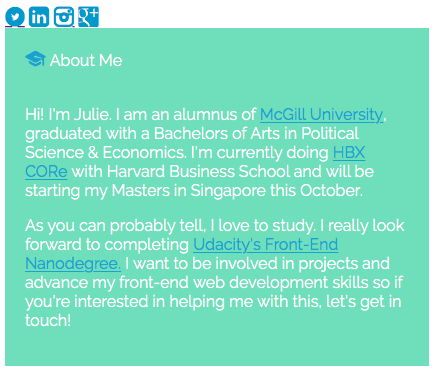 About Me
Hi! I'm Julie. I am an alumnus of McGill University,
graduated with a Bachelors of Arts in Political
Science & Economics. I'm currently doing HBX
CORe with Harvard Business School and will be
starting my Masters in Singapore this October.
As you can probably tell, I love to study. I really look
forward to completing Udacity's Front-End
Nanodegree. I want to be involved in projects and
advance my front-end web development skills so if
you're interested in helping me with this, let's get in
touch!